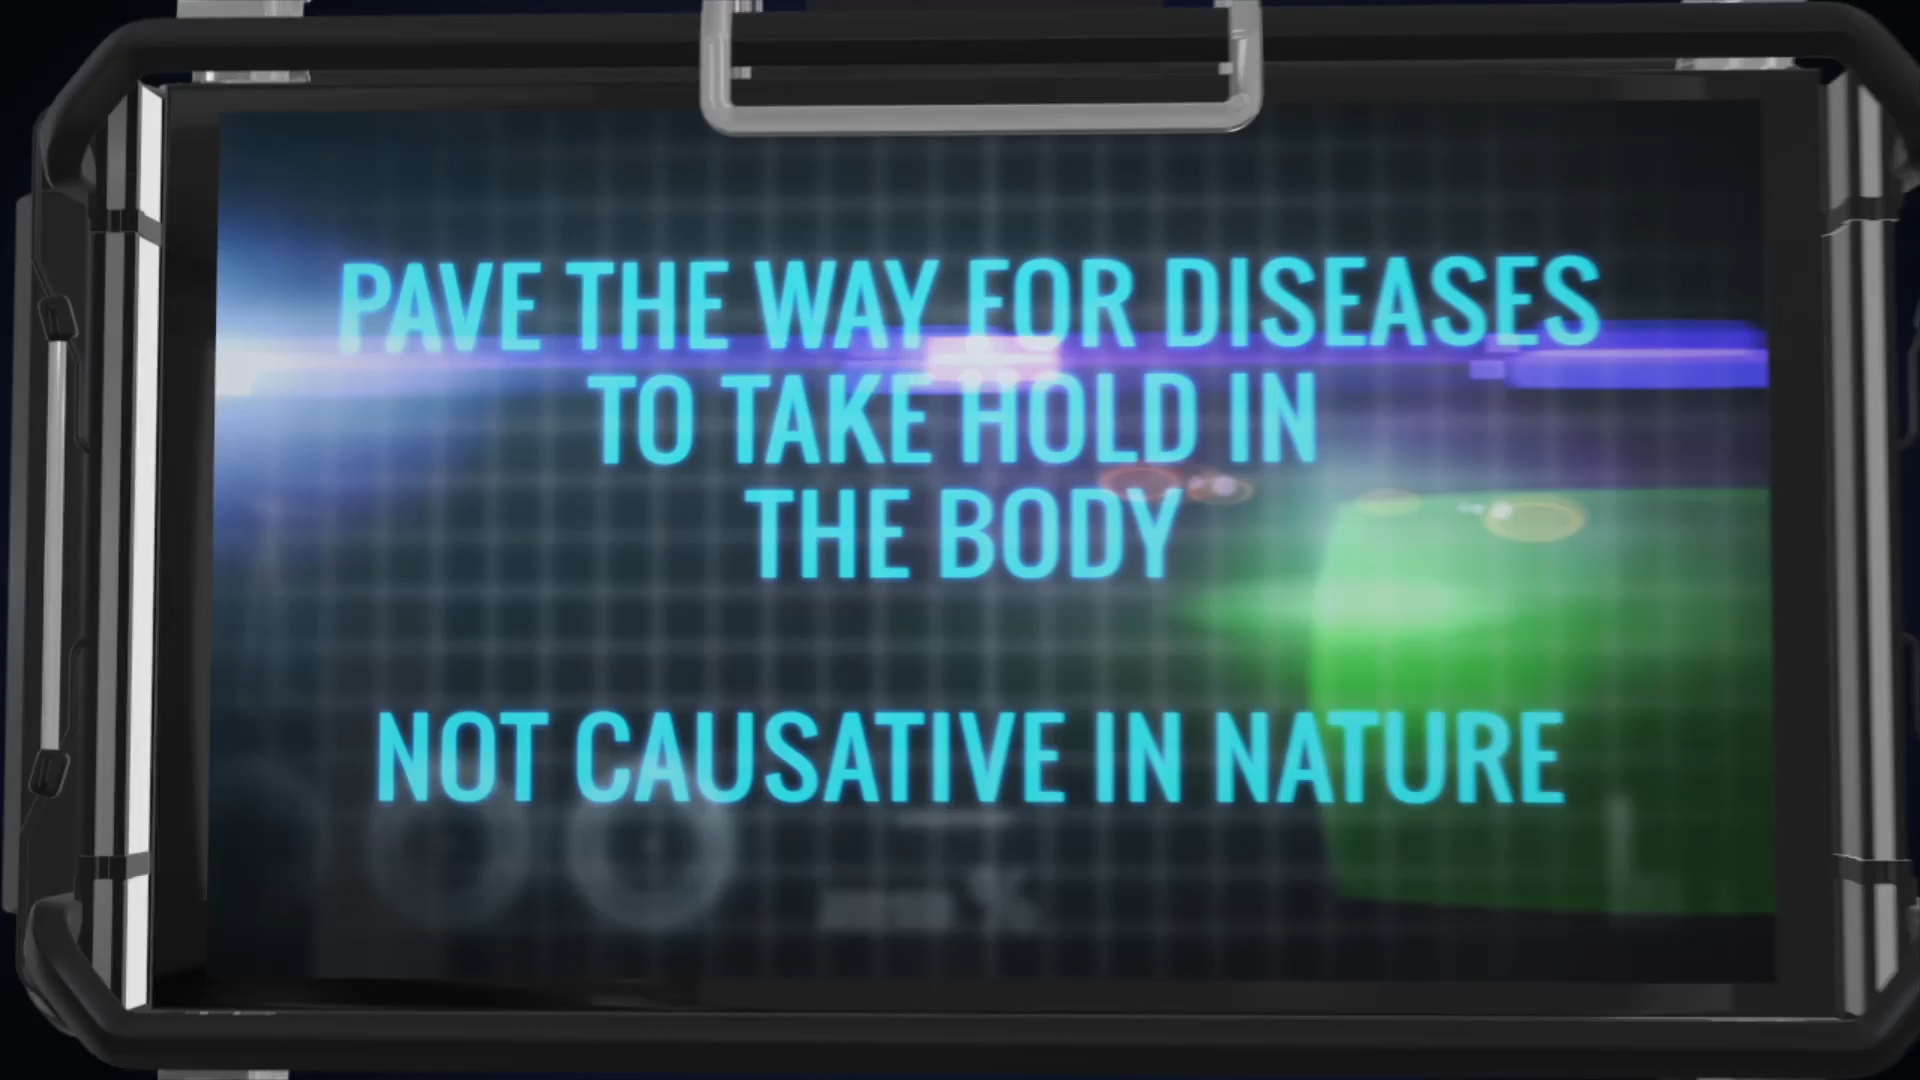 PAVE THE WAY FOR DISEASES
TO TAKE HOLD IN
THE BODY
NOT CAUSATIVE IN NATURE